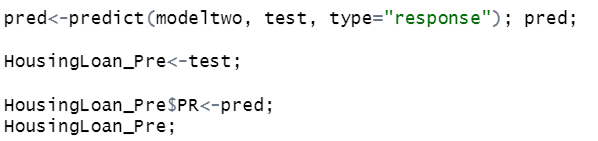 pred<-predict(modeltwo, test, type="response"); pred;
HousingLoan_Pre<-test;
HousingLoan_Pre$PR<-pred;
HousingLoan_Pre;